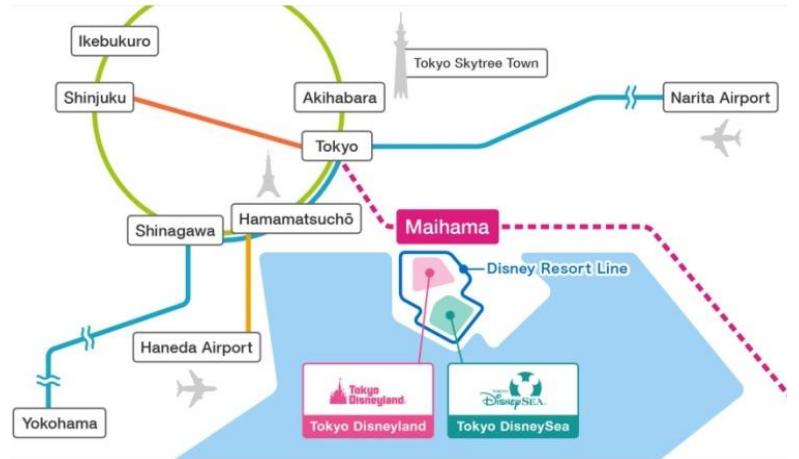 Ikebukuro
Tokyo Skytree Town
Shinjuku
Akihabara
Narita Airport
Tokyo
Hamamatsuchō
Shinagawa
Maihama
Disney Resort Line
Haneda Airport
Yokohama
Tokyo
Disneyland
Tokyo Disneyland
TOKYO
DisneySEA
Tokyo DisneySea